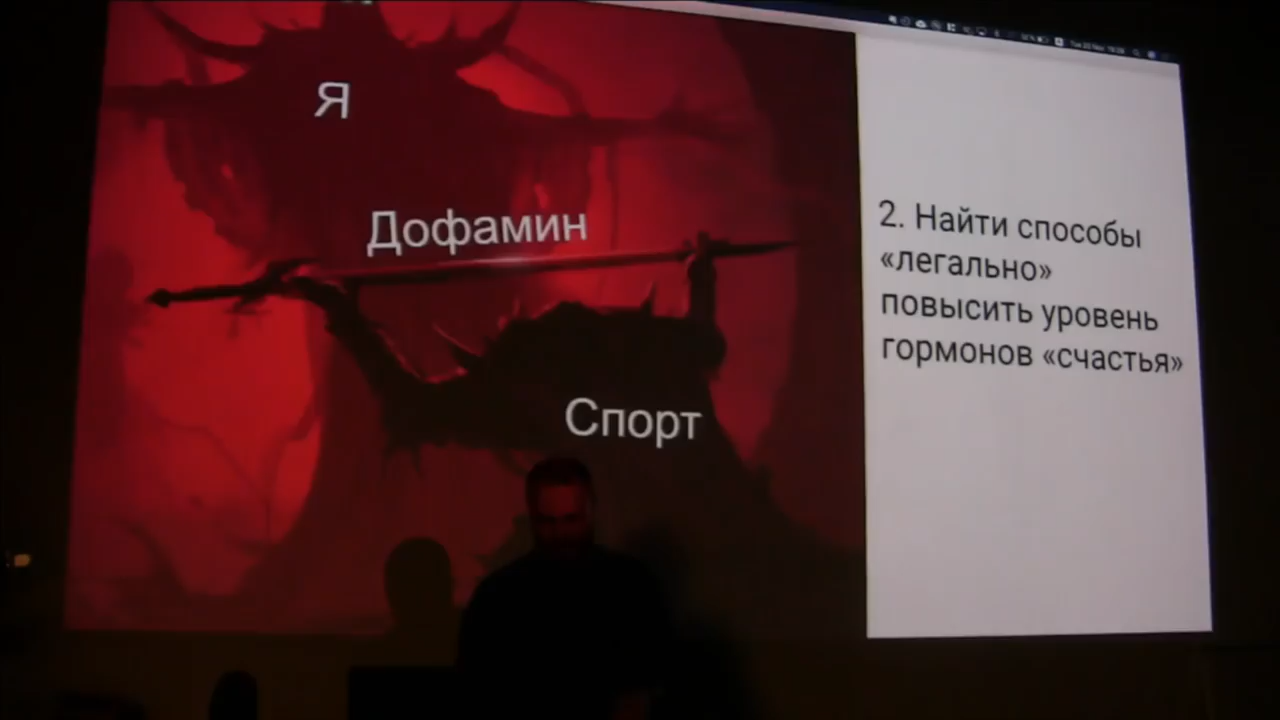 Я
Дофамин
Спорт
2. Найти способы
«легально»
повысить уровень
гормонов «счастья»